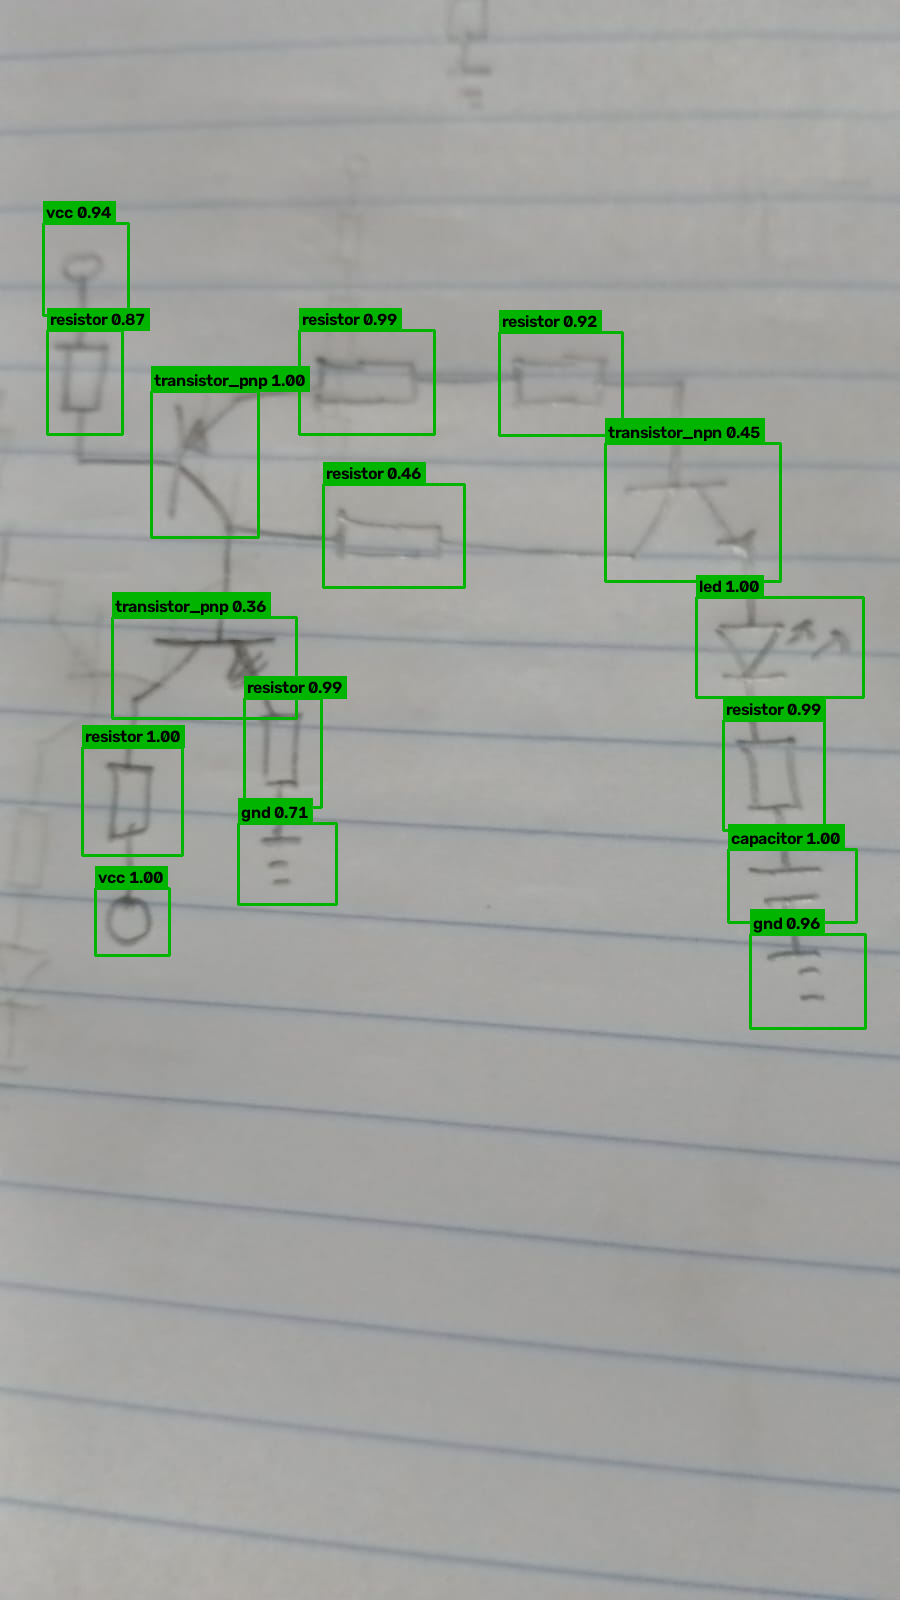 vcc 0.94
resistor 0.87
resistor 0.99
resistor 0.92
transistor_pnp 1.00
transistor_npn 0.45
resistor 0.46
led 1.00
transistor_pnp 0.36
resistor 0.99
resistor 0.99
resistor 1.00
gnd 0.71
capacitor 1.00
vcc 1.00
gnd 0.96